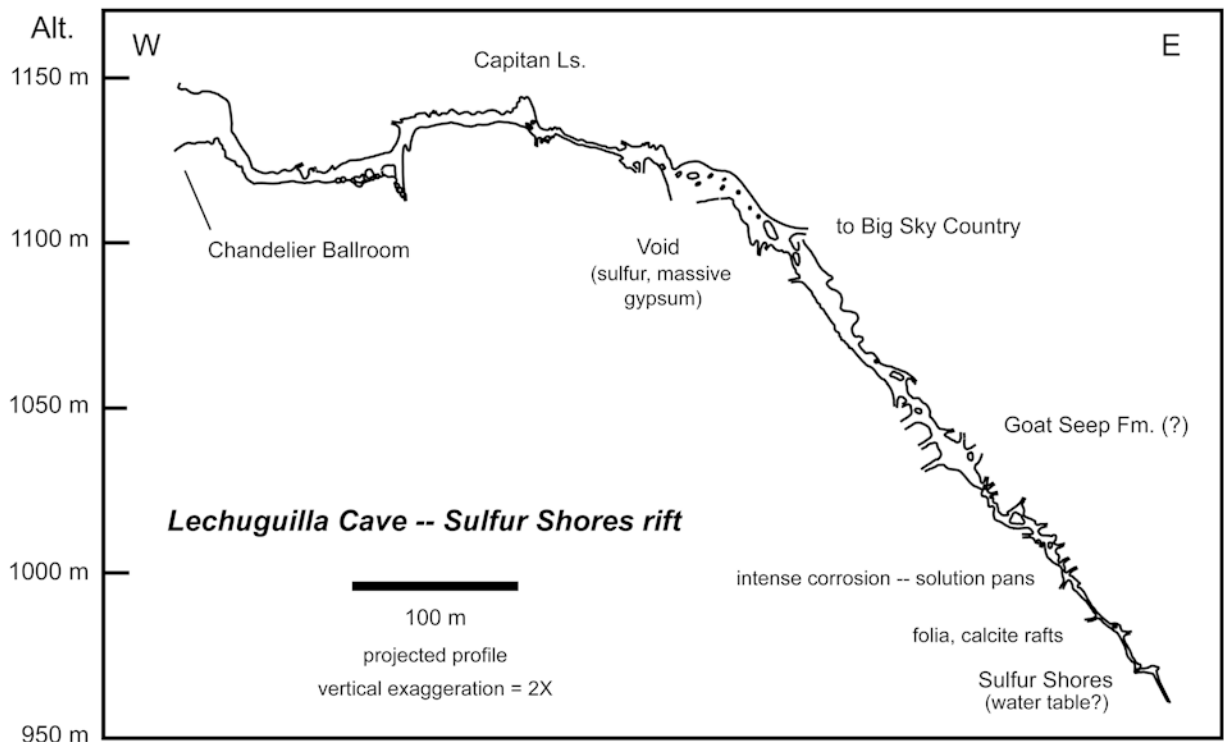 Alt.
W
E
1150 m
Capitan Ls.
1100 m
Chandelier Ballroom
to Big Sky Country
Void
(sulfur, massive
gypsum)
1050 m
Goat Seep Fm. (?)
Lechuguilla Cave -- Sulfur Shores rift
1000 m
intense corrosion -- solution pans
100 m
folia, calcite rafts
projected profile
vertical exaggeration = 2X
Sulfur Shores
(water table?)
950 m